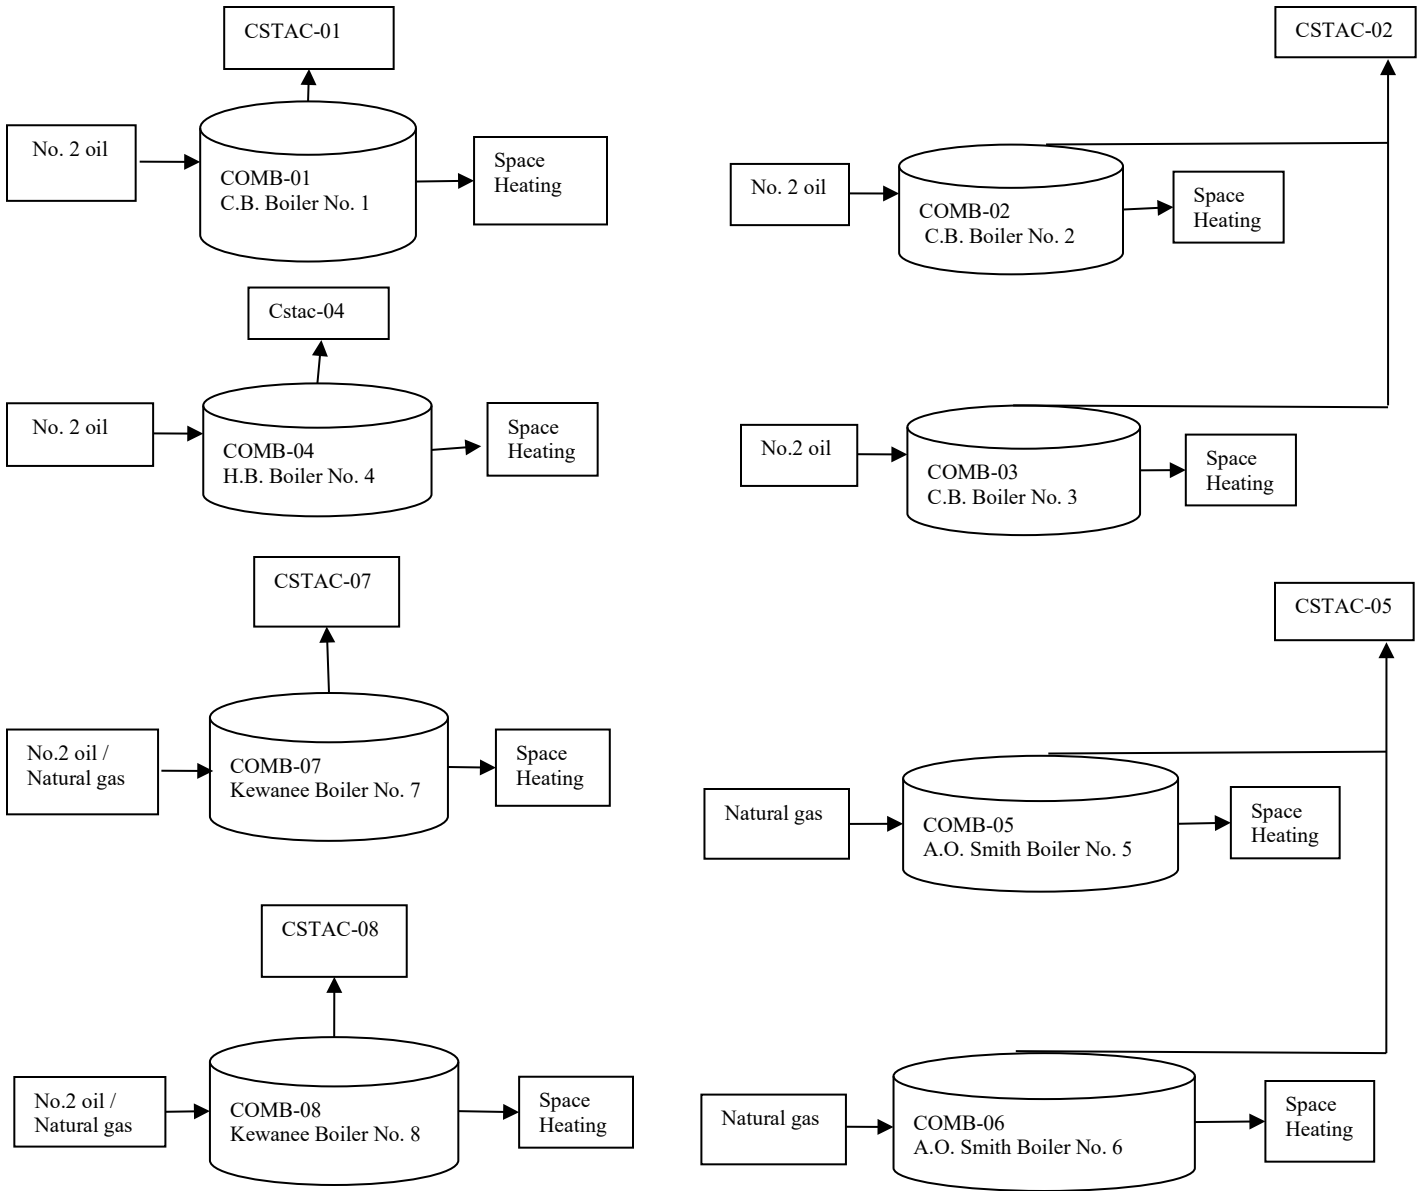 CSTAC-01
No. 2 oil
COMB-01
C.B. Boiler No. 1
Space
Heating
CSTAC-02
No. 2 oil
COMB-02
C.B. Boiler No. 2
Space
Heating
Cstac-04
No. 2 oil
COMB-04
H.B. Boiler No. 4
Space
Heating
No.2 oil
COMB-03
C.B. Boiler No. 3
Space
Heating
CSTAC-07
No.2 oil /
Natural gas
COMB-07
Kewanee Boiler No. 7
Space
Heating
CSTAC-05
Natural gas
COMB-05
A.O. Smith Boiler No. 5
Space
Heating
CSTAC-08
No.2 oil /
Natural gas
COMB-08
Kewanee Boiler No. 8
Space
Heating
Natural gas
COMB-06
A.O. Smith Boiler No. 6
Space
Heating